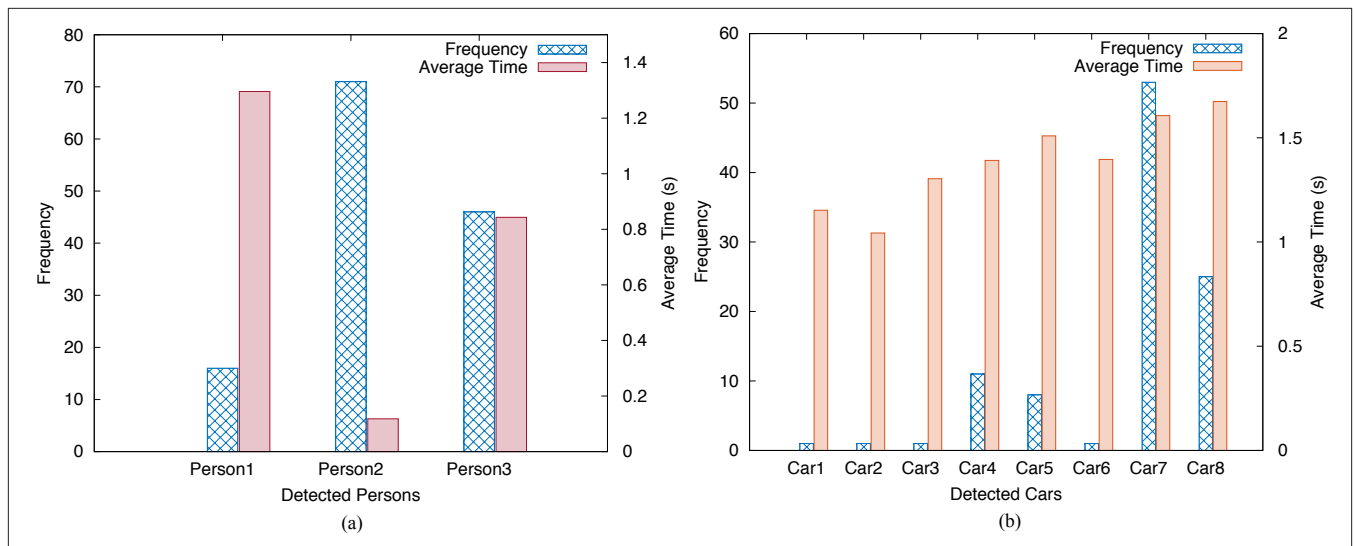 80
70
60
50
40
30
20
10
0
Frequency
Frequency
Average Time
1.4
1.2
1
0.8
0.6
0.4
0.2
0
Average Time (s)
Person1 Person2 Person3
Detected Persons
(a)
60
50
40
30
20
10
0
Frequency
Frequency
Average Time
2
1.5
1
0.5
0
Average Time (s)
Car1 Car2 Car3 Car4 Car5 Car6 Car7 Car8
Detected Cars
(b)